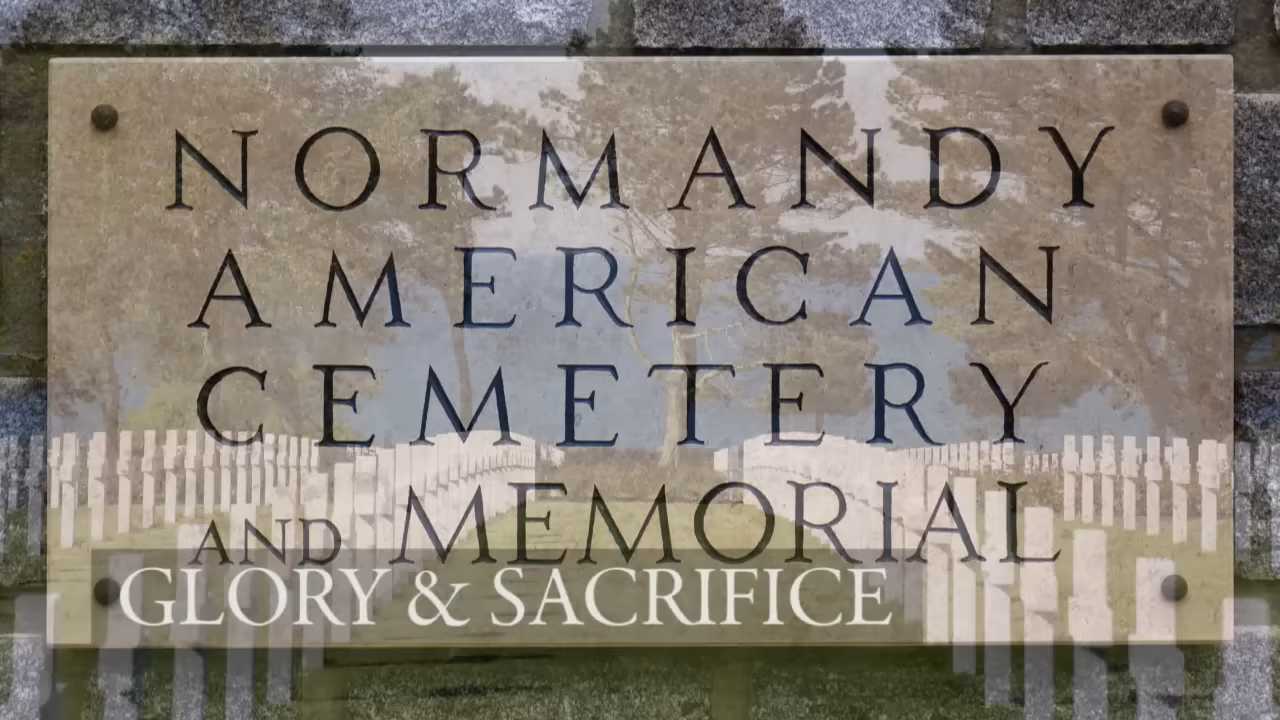 NORMANDY
AMERICAN
CEMETERY
AND MEMORIAL
GLORY & SACRIFICE